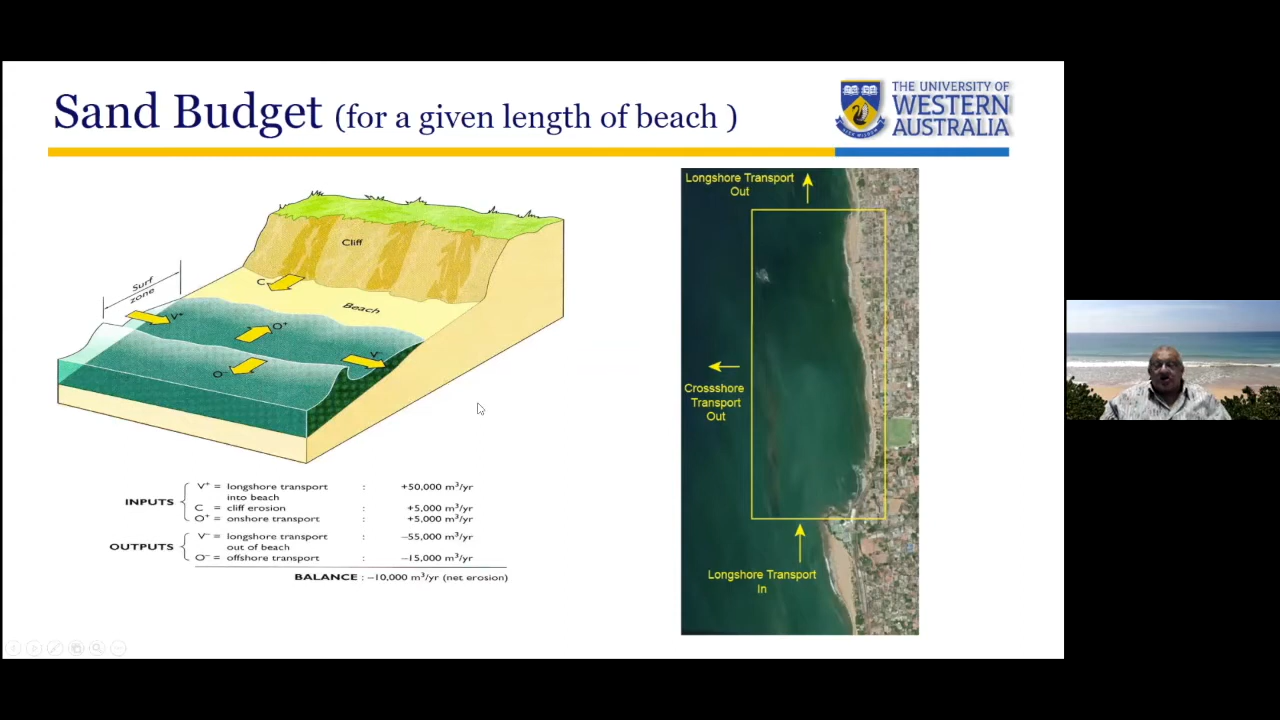 Sand Budget (for a given length of beach )
THE UNIVERSITY OF
WESTERN
AUSTRALIA
Cliff
C
Beach
Surf
zone
V+
O+
V-
O-
INPUTS
V+ = longshore transport : +50,000 m³/yr
into beach
C = cliff erosion : +5,000 m³/yr
O+ = onshore transport : +5,000 m³/yr
OUTPUTS
V- = longshore transport : –55,000 m³/yr
out of beach
O- = offshore transport : –15,000 m³/yr
BALANCE : –10,000 m³/yr (net erosion)
Longshore Transport
Out
Crossshore
Transport
Out
Longshore Transport
In